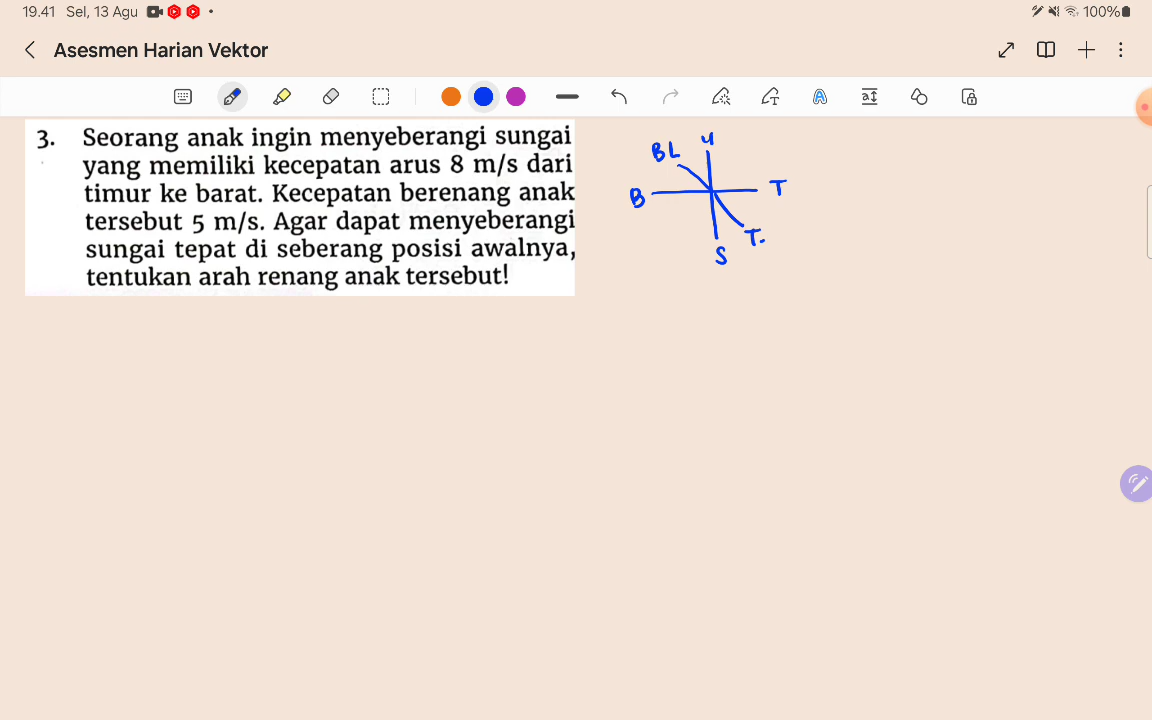 19.41 Sel, 13 Agu
100%
Asesmen Harian Vektor
3. Seorang anak ingin menyeberangi sungai
yang memiliki kecepatan arus 8 m/s dari
timur ke barat. Kecepatan berenang anak
tersebut 5 m/s. Agar dapat menyeberangi
sungai tepat di seberang posisi awalnya,
tentukan arah renang anak tersebut!
U
BL
B
T
T.
S